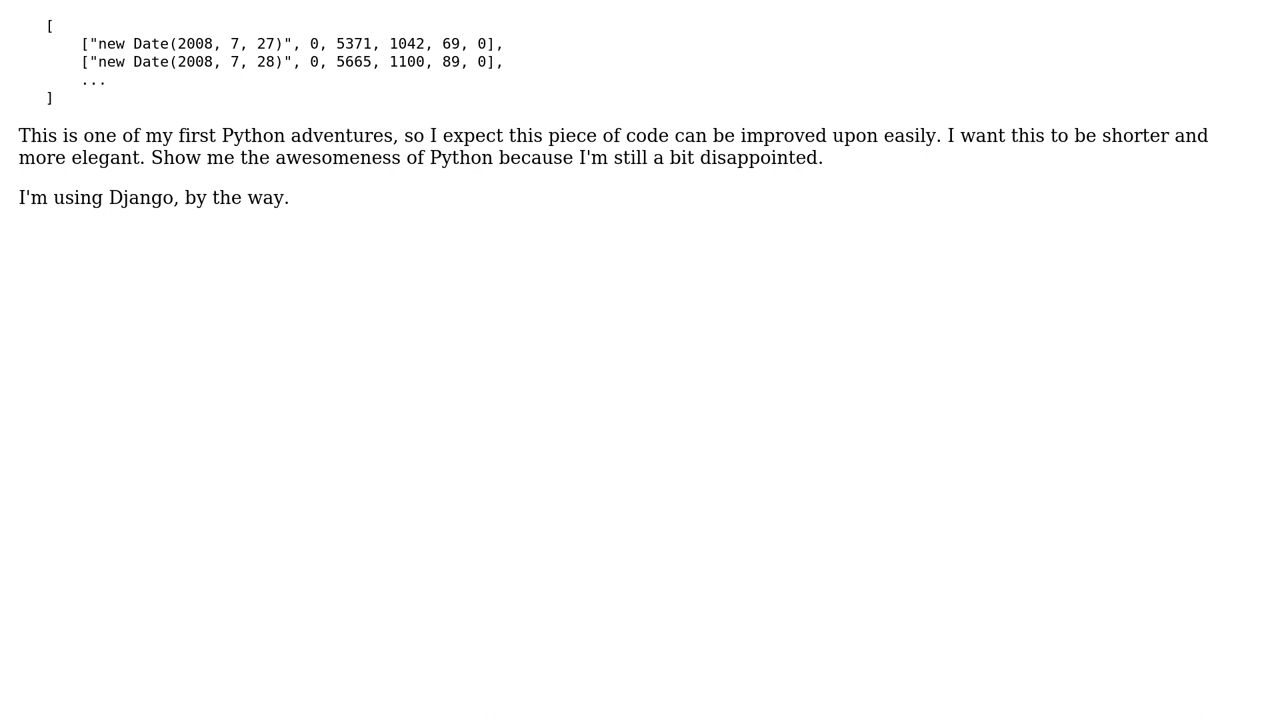 [
    ["new Date(2008, 7, 27)", 0, 5371, 1042, 69, 0],
    ["new Date(2008, 7, 28)", 0, 5665, 1100, 89, 0],
    ...
]
This is one of my first Python adventures, so I expect this piece of code can be improved upon easily. I want this to be shorter and
more elegant. Show me the awesomeness of Python because I'm still a bit disappointed.
I'm using Django, by the way.